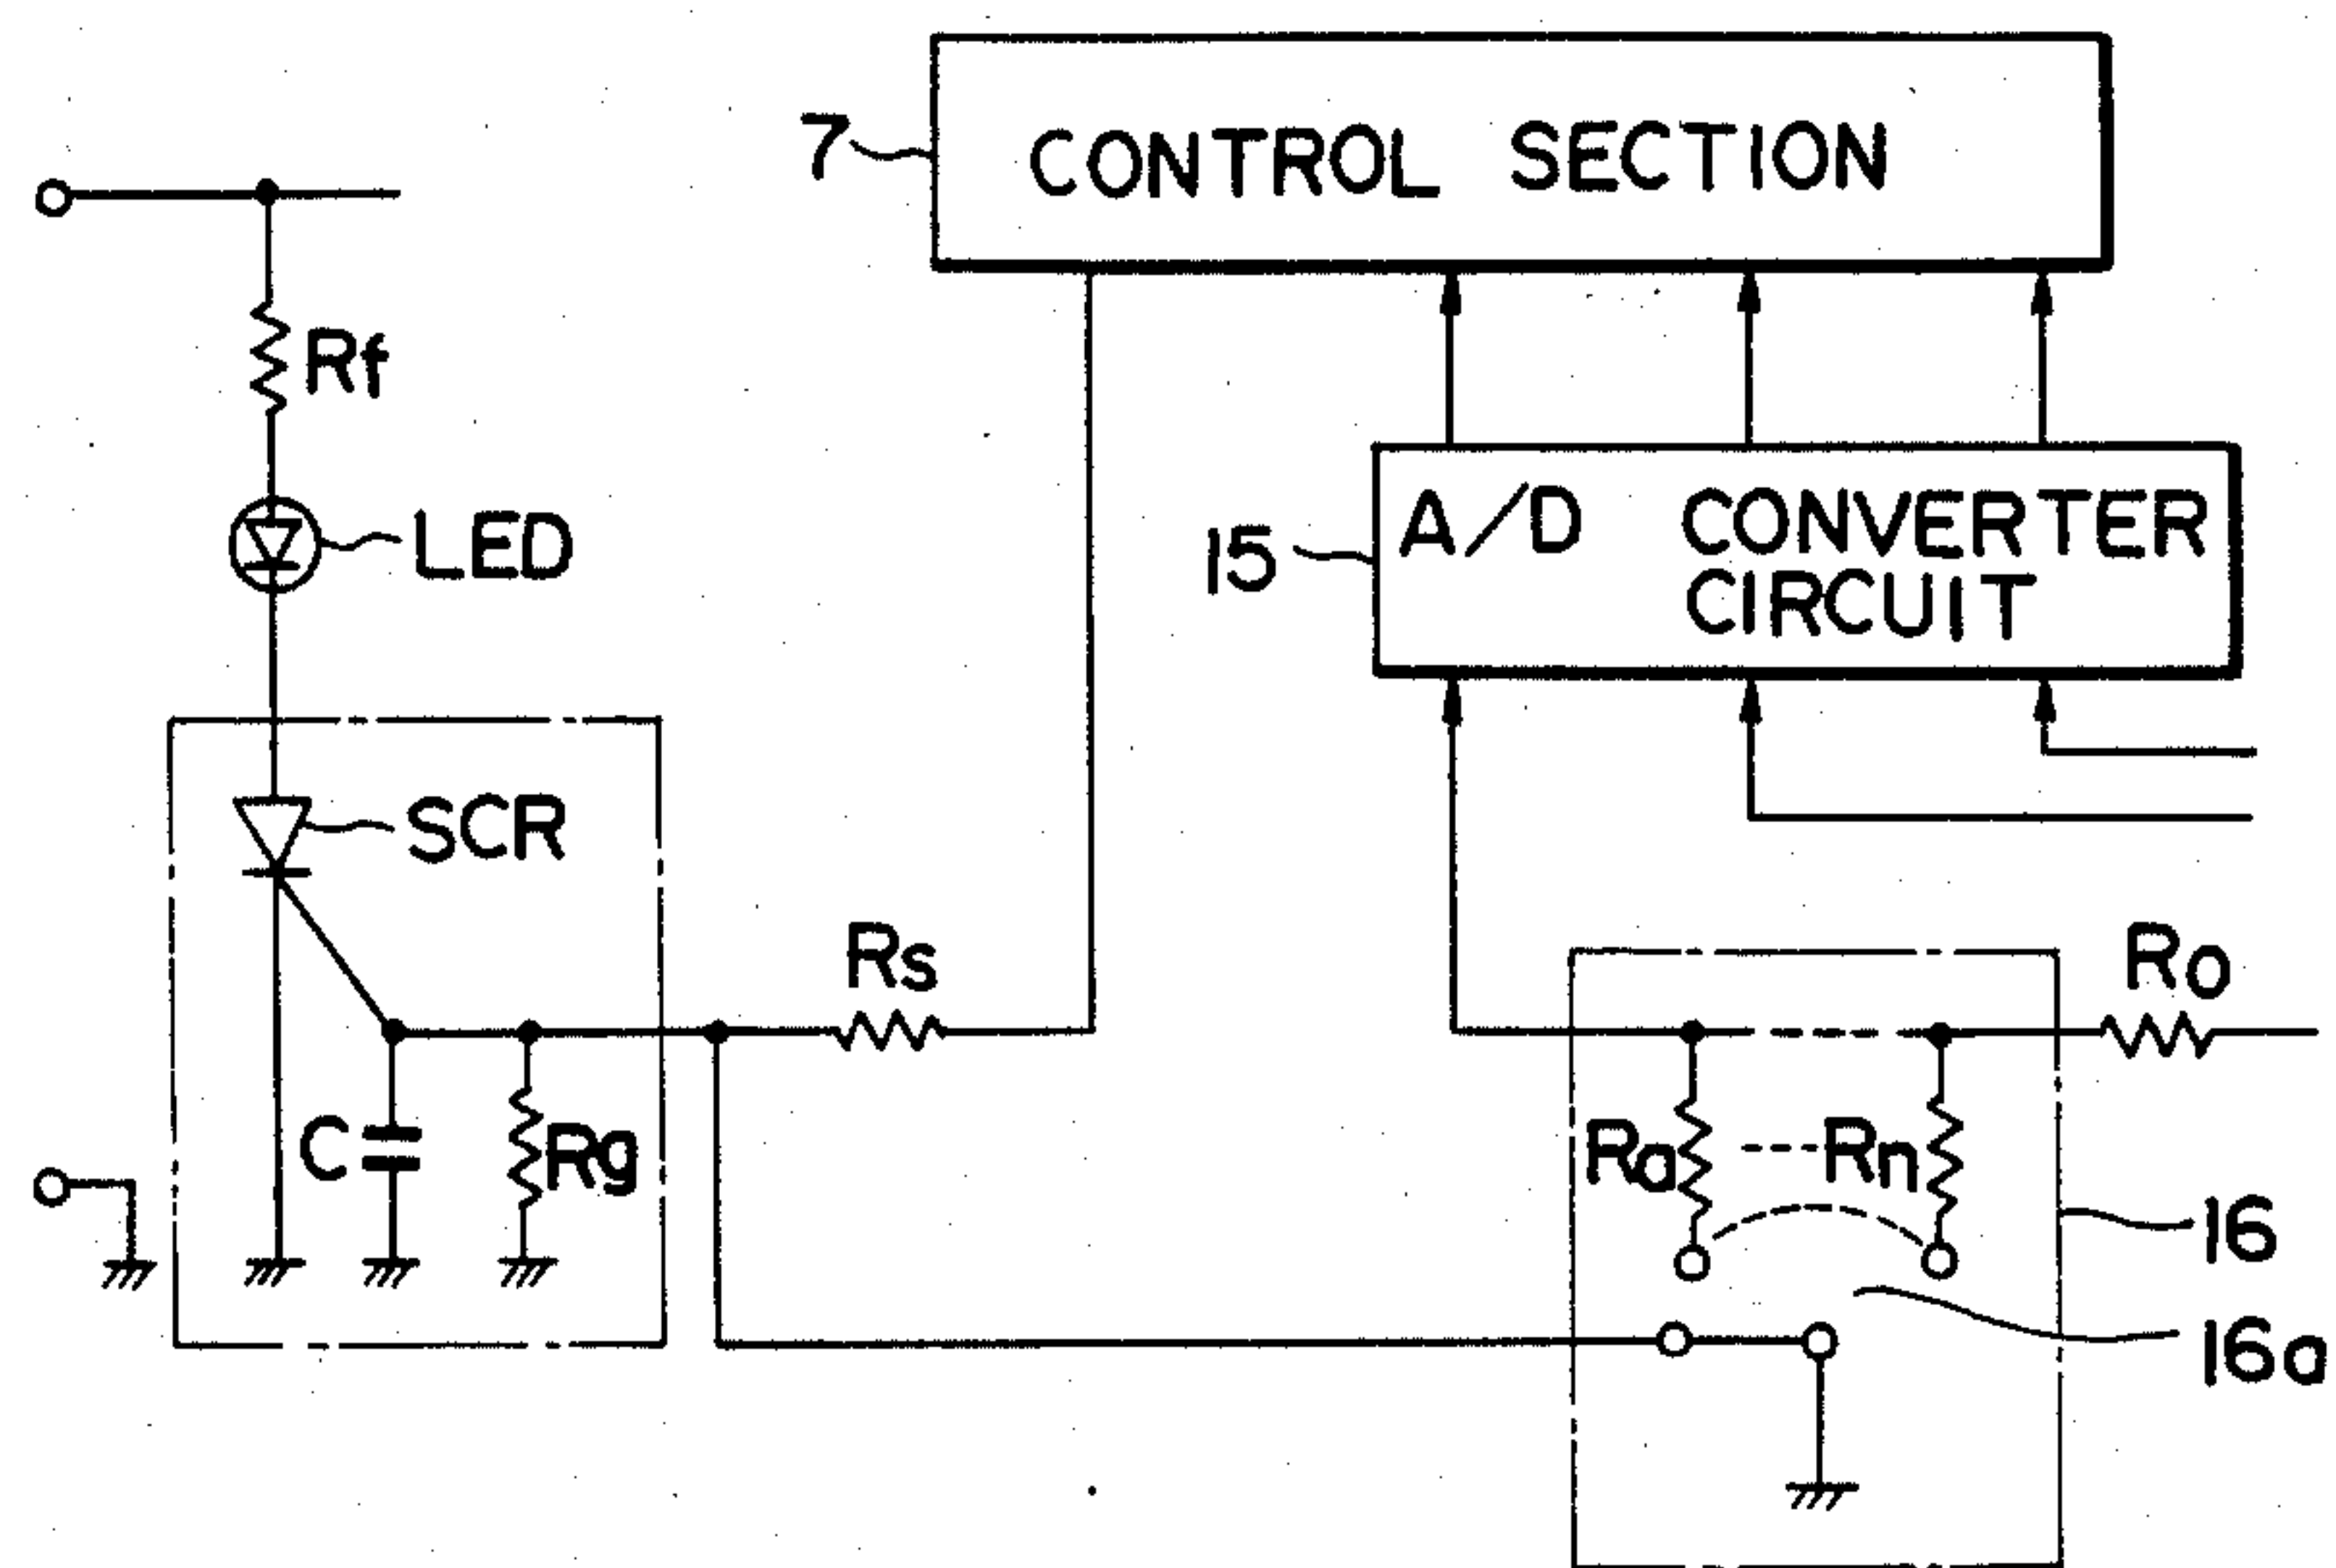 7
CONTROL SECTION
Rf
LED
15
A/D CONVERTER
CIRCUIT
SCR
Rs
Ro
C
Rg
Ra
Rn
16
16a